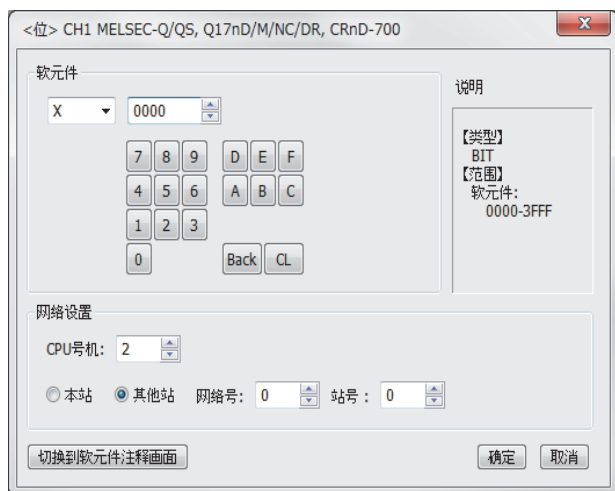 <位> CH1 MELSEC-Q/QS, Q17nD/M/NC/DR, CRnD-700
软元件
X 0000
7 8 9 D E F
4 5 6 A B C
1 2 3
0 Back CL
说明
【类型】
BIT
【范围】
软元件:
0000-3FFF
网络设置
CPU号机: 2
本站 其他站 网络号: 0 站号: 0
切换到软元件注释画面 确定 取消